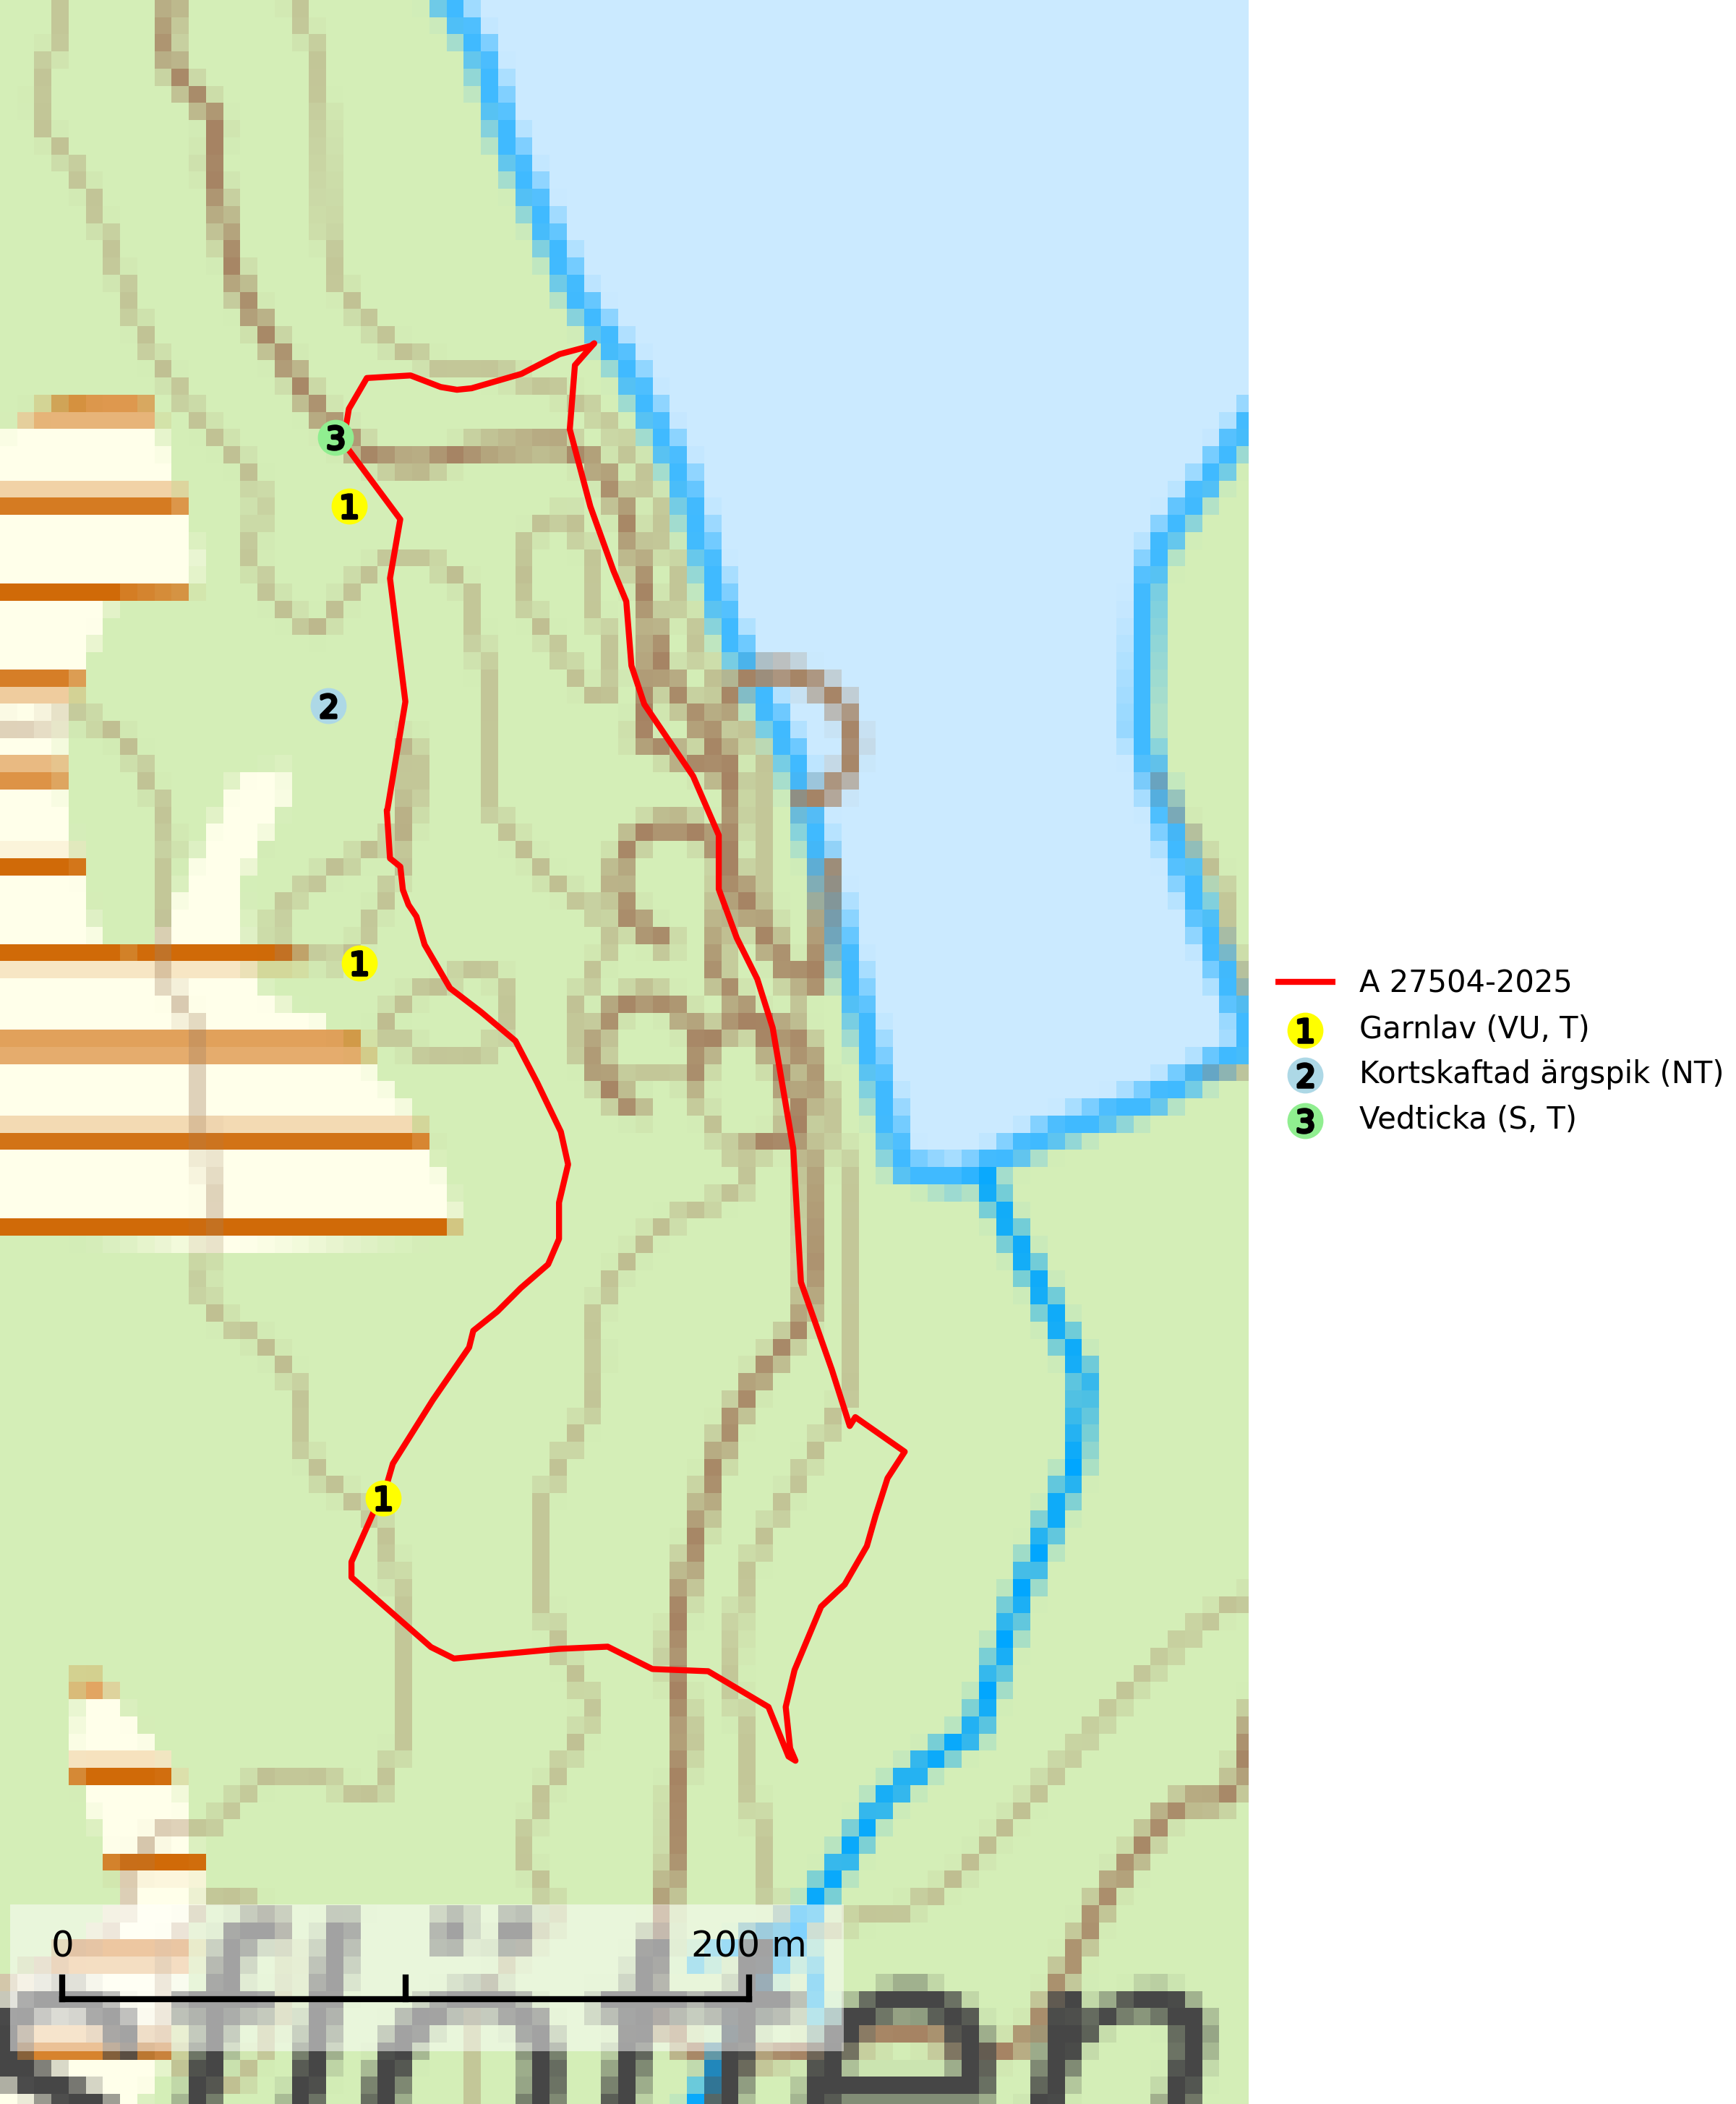 3
1
2
1
1
A 27504-2025
1 Garnlav (VU, T)
2 Kortskaftad ärgspik (NT)
3 Vedticka (S, T)
0 200 m